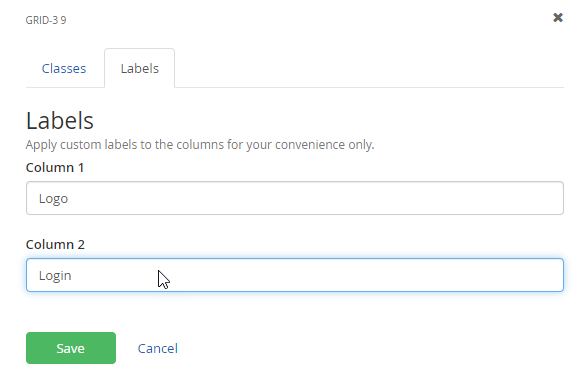 GRID-3 9
Classes
Labels
Labels
Apply custom labels to the columns for your convenience only.
Column 1
Logo
Column 2
Login
Save
Cancel